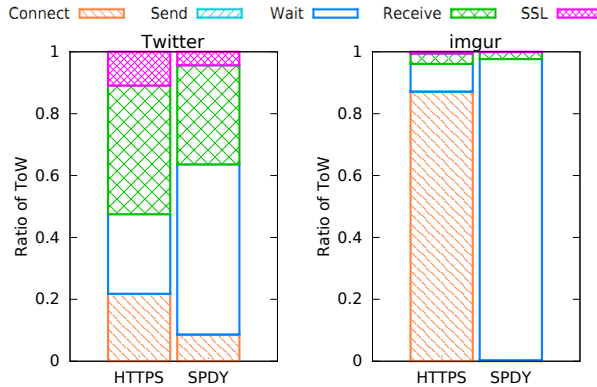 Connect Send Wait Receive SSL
Twitter
Ratio of ToW
1
0.8
0.6
0.4
0.2
0
HTTPS SPDY
imgur
Ratio of ToW
1
0.8
0.6
0.4
0.2
0
HTTPS SPDY